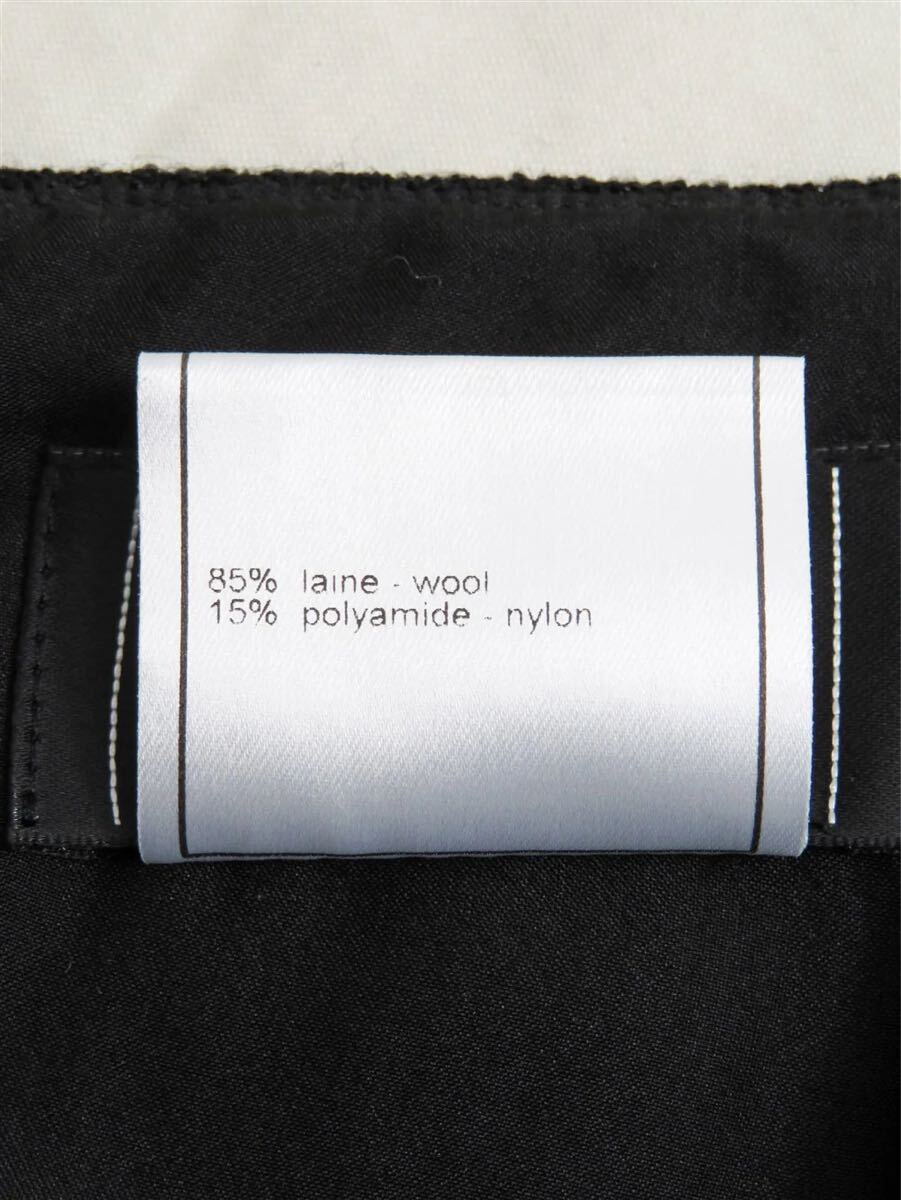 85% laine - wool
15% polyamide - nylon